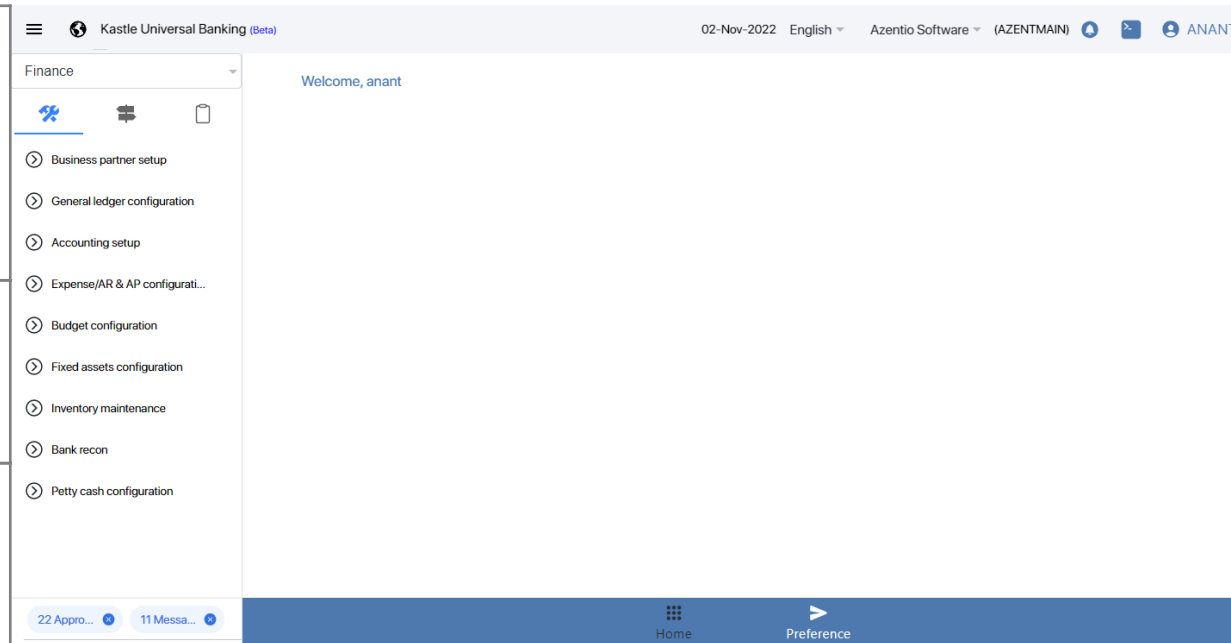 Kastle Universal Banking (Beta)
02-Nov-2022 English Azentio Software (AZENTMAIN) ANANT
Finance
Welcome, anant
Business partner setup
General ledger configuration
Accounting setup
Expense/AR & AP configurati...
Budget configuration
Fixed assets configuration
Inventory maintenance
Bank recon
Petty cash configuration
22 Appro... 11 Messa...
Home Preference